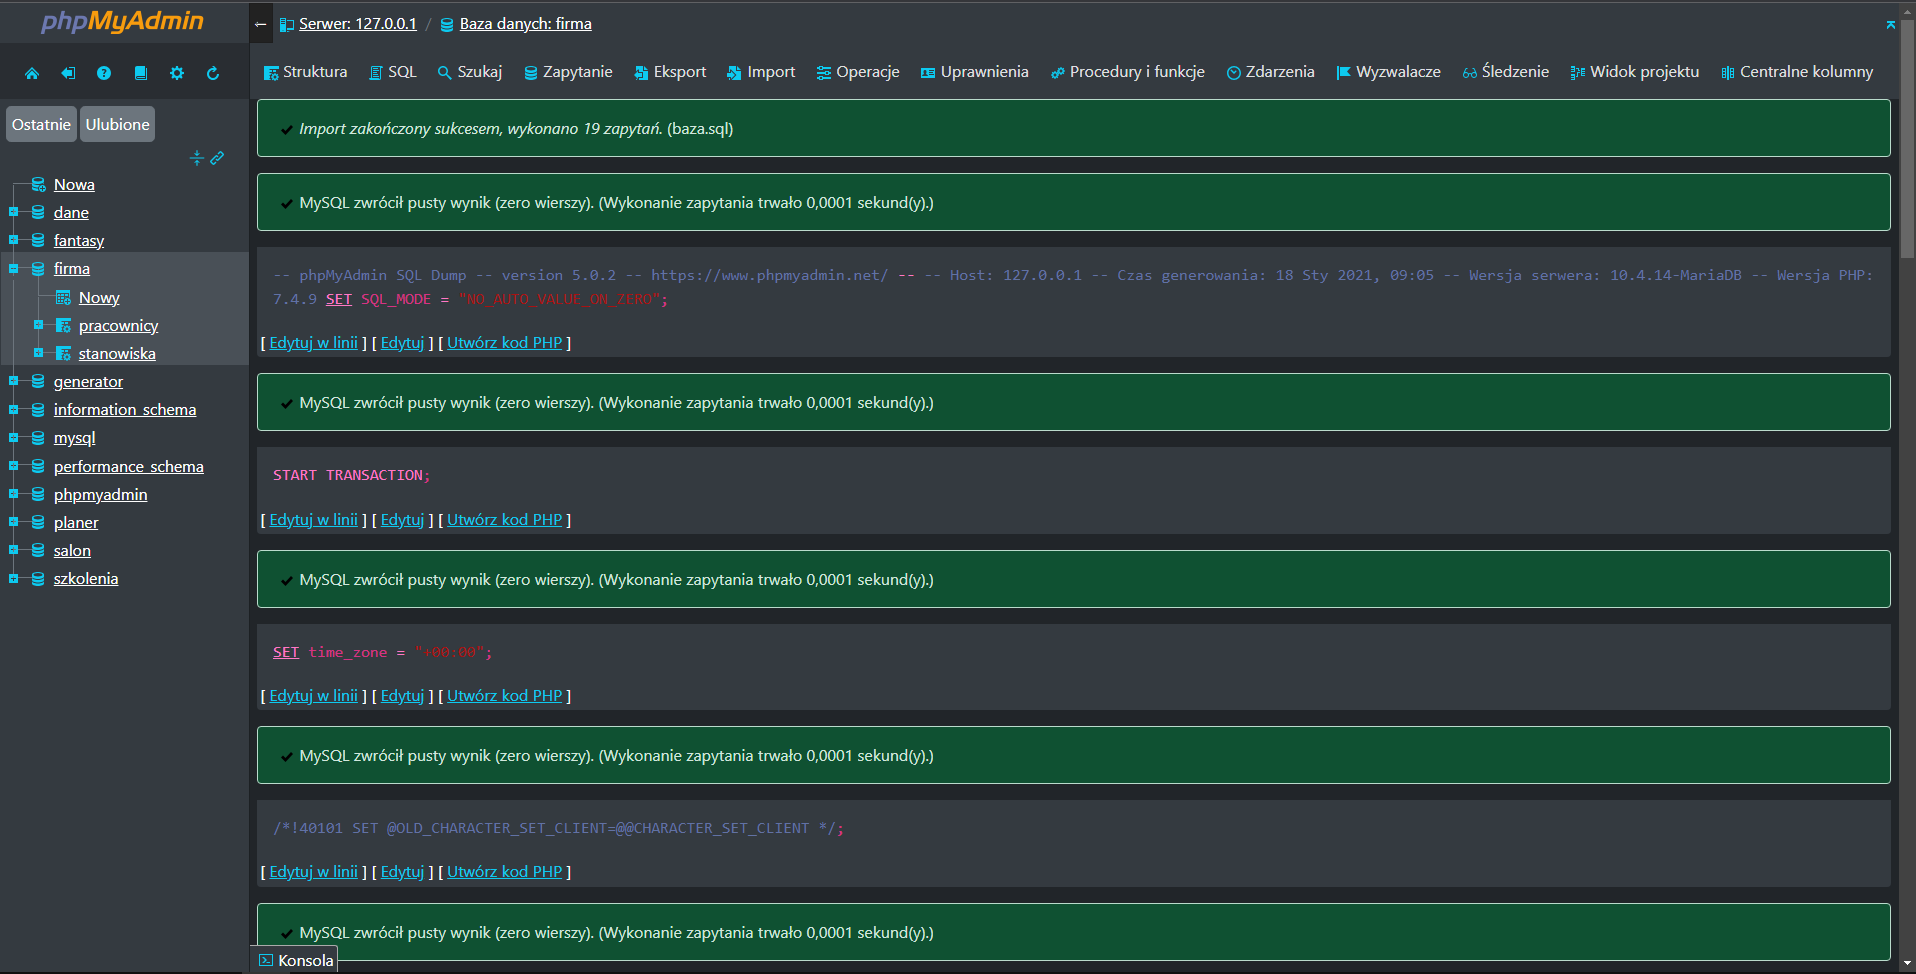 phpMyAdmin
Ostatnie Ulubione
Nowa
dane
fantasy
firma
Nowy
pracownicy
stanowiska
generator
information_schema
mysql
performance_schema
phpmyadmin
planer
salon
szkolenia
← Serwer: 127.0.0.1 / Baza danych: firma
Struktura SQL Szukaj Zapytanie Eksport Import Operacje Uprawnienia Procedury i funkcje Zdarzenia Wyzwalacze Śledzenie Widok projektu Centralne kolumny
Import zakończony sukcesem, wykonano 19 zapytań. (baza.sql)
MySQL zwrócił pusty wynik (zero wierszy). (Wykonanie zapytania trwało 0,0001 sekund(y).)
-- phpMyAdmin SQL Dump -- version 5.0.2 -- https://www.phpmyadmin.net/ -- -- Host: 127.0.0.1 -- Czas generowania: 18 Sty 2021, 09:05 -- Wersja serwera: 10.4.14-MariaDB -- Wersja PHP:
7.4.9 SET SQL_MODE = "NO_AUTO_VALUE_ON_ZERO";
[ Edytuj w linii ] [ Edytuj ] [ Utwórz kod PHP ]
MySQL zwrócił pusty wynik (zero wierszy). (Wykonanie zapytania trwało 0,0001 sekund(y).)
START TRANSACTION;
[ Edytuj w linii ] [ Edytuj ] [ Utwórz kod PHP ]
MySQL zwrócił pusty wynik (zero wierszy). (Wykonanie zapytania trwało 0,0001 sekund(y).)
SET time_zone = "+00:00";
[ Edytuj w linii ] [ Edytuj ] [ Utwórz kod PHP ]
MySQL zwrócił pusty wynik (zero wierszy). (Wykonanie zapytania trwało 0,0001 sekund(y).)
/*!40101 SET @OLD_CHARACTER_SET_CLIENT=@@CHARACTER_SET_CLIENT */;
[ Edytuj w linii ] [ Edytuj ] [ Utwórz kod PHP ]
MySQL zwrócił pusty wynik (zero wierszy). (Wykonanie zapytania trwało 0,0001 sekund(y).)
Konsola